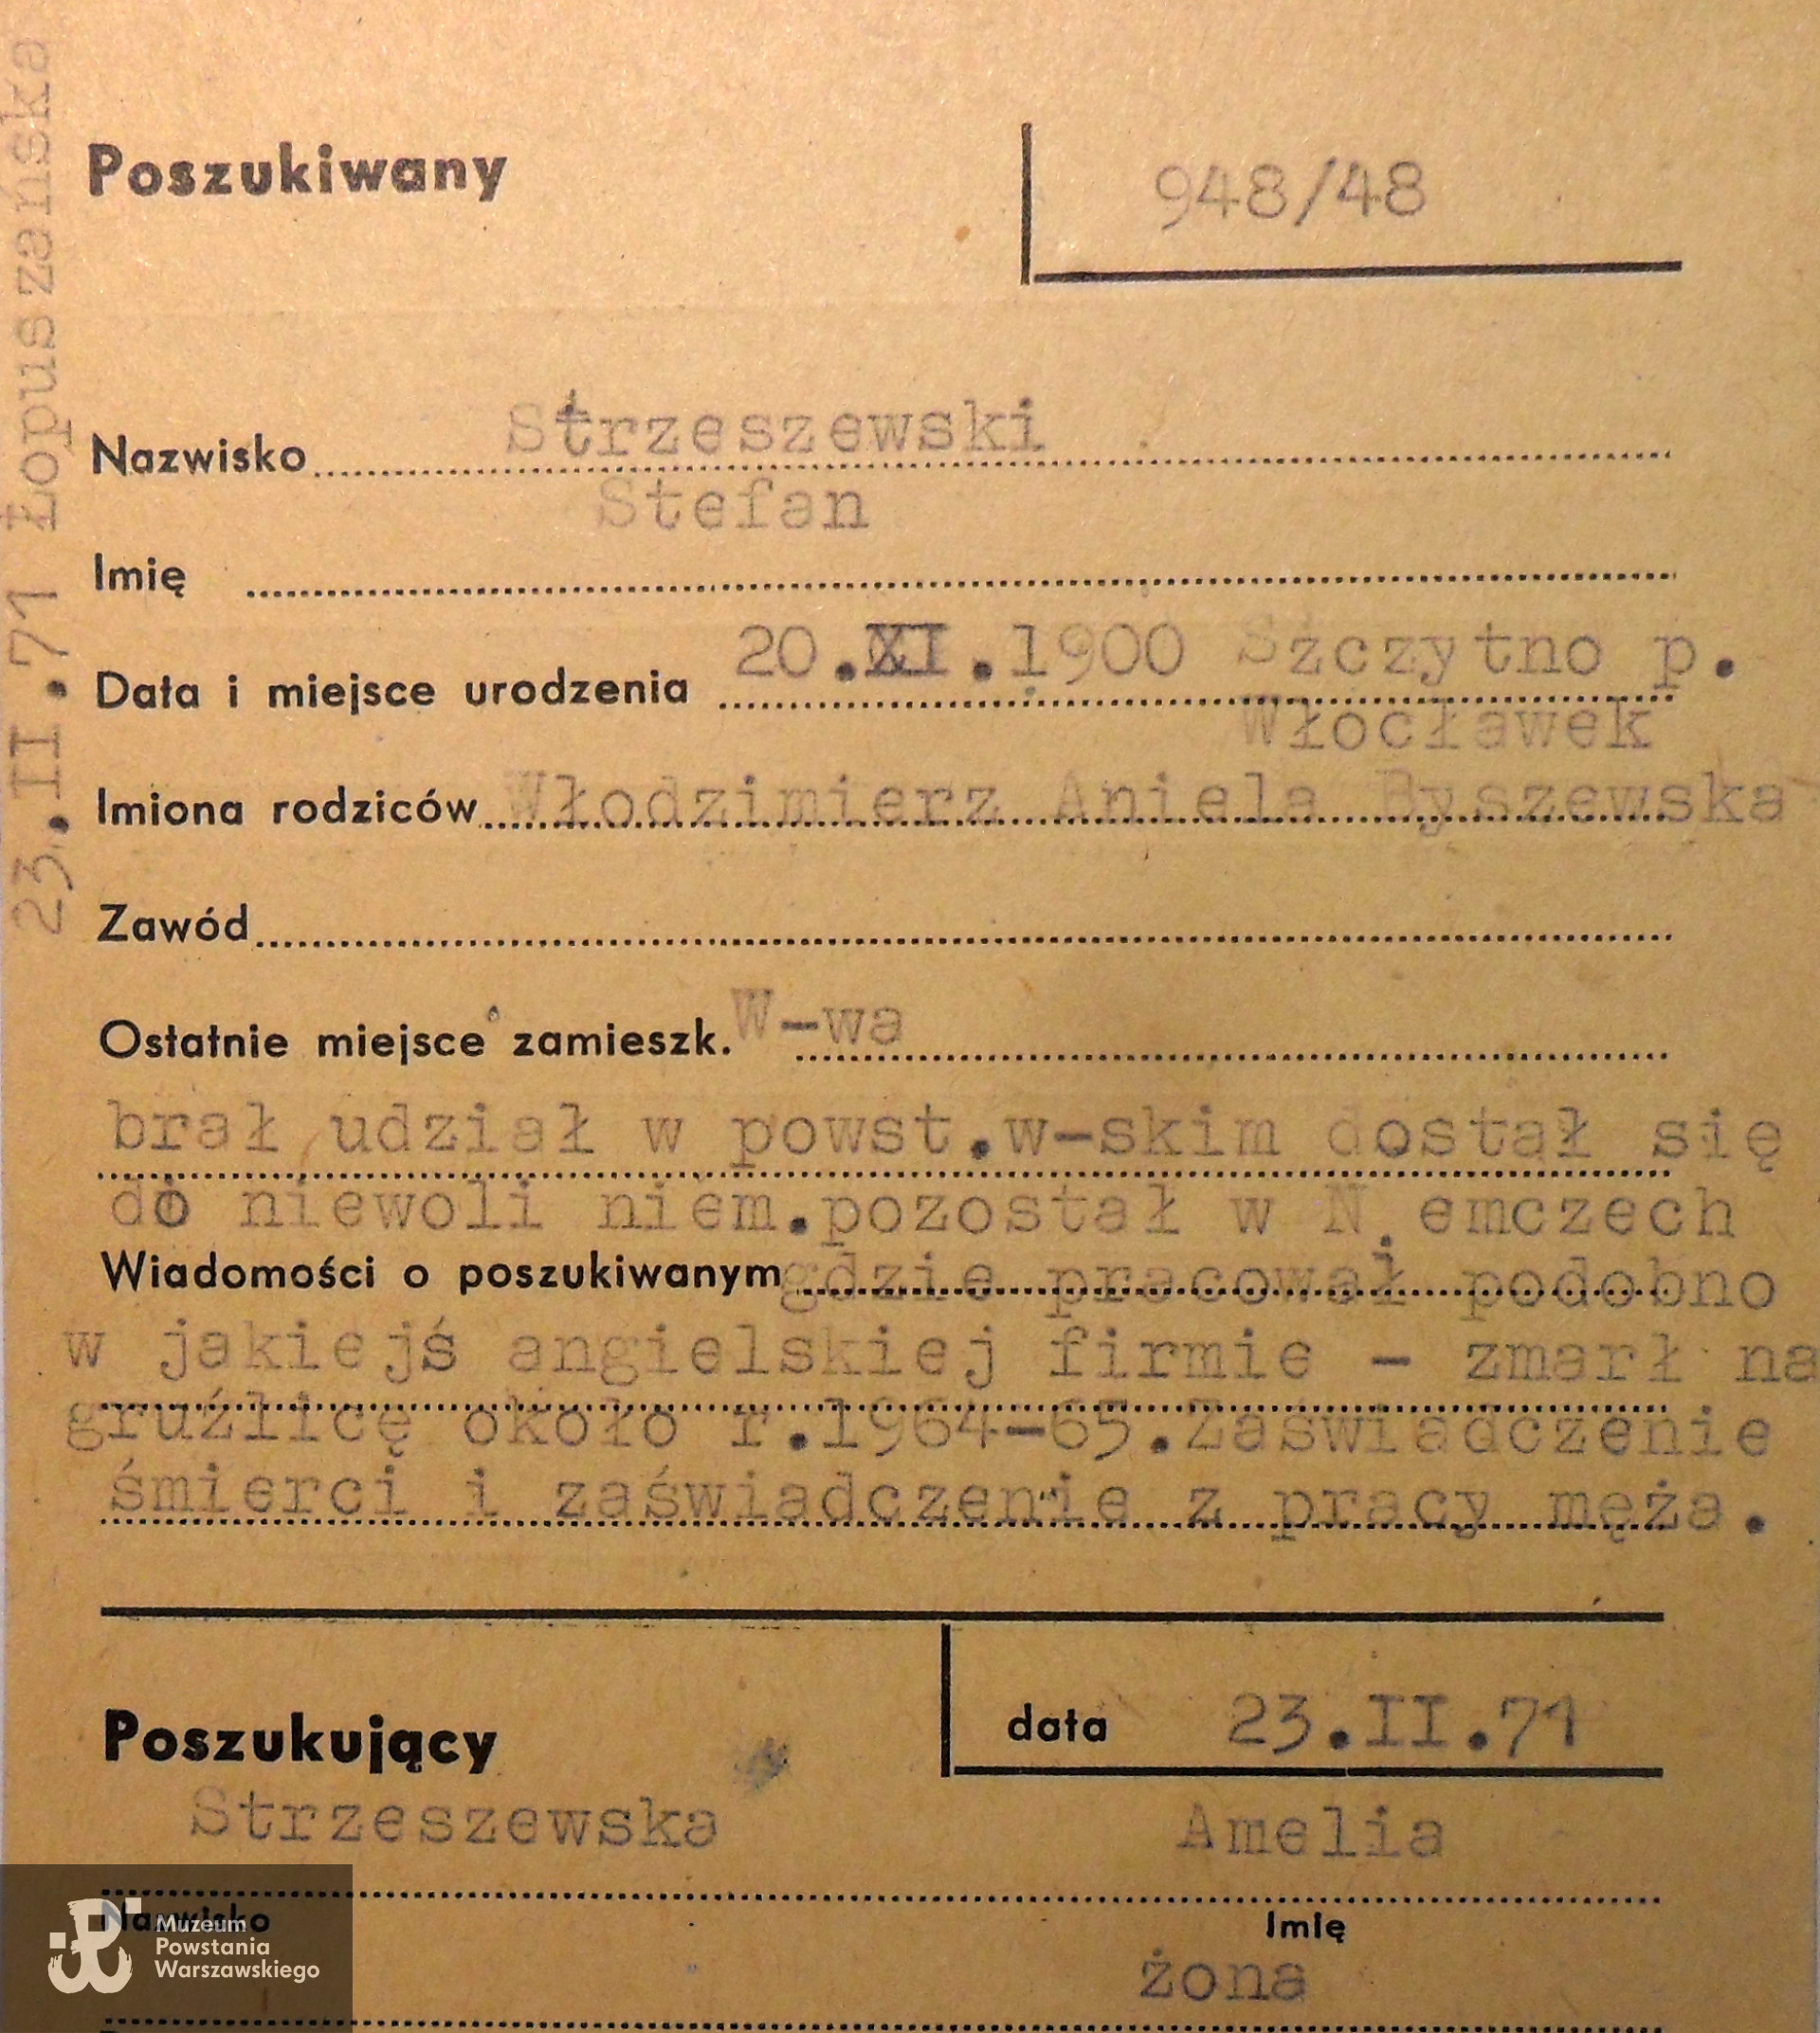 23.II.71 Łopuszańska
Poszukiwany
948/48
Nazwisko Strzeszewski
Stefan
Imię
Data i miejsce urodzenia 20.XI.1900 Szczytno p.
Włocławek
Imiona rodziców Włodzimierz Aniela Byszewska
Zawód
Ostatnie miejsce zamieszk. W-wa
brał udział w powst.w-skim dostał się
do niewoli niem.pozostał w N emczech
Wiadomości o poszukiwanym gdzie pracował podobno
w jakiejś angielskiej firmie - zmarł na
gruźlicę około r.1964-65.Zaświadczenie
śmierci i zaświadczenie z pracy męża.
Poszukujący
data 23.II.71
Strzeszewska Amelia
Nazwisko Imię
żona
Muzeum
Powstania
Warszawskiego